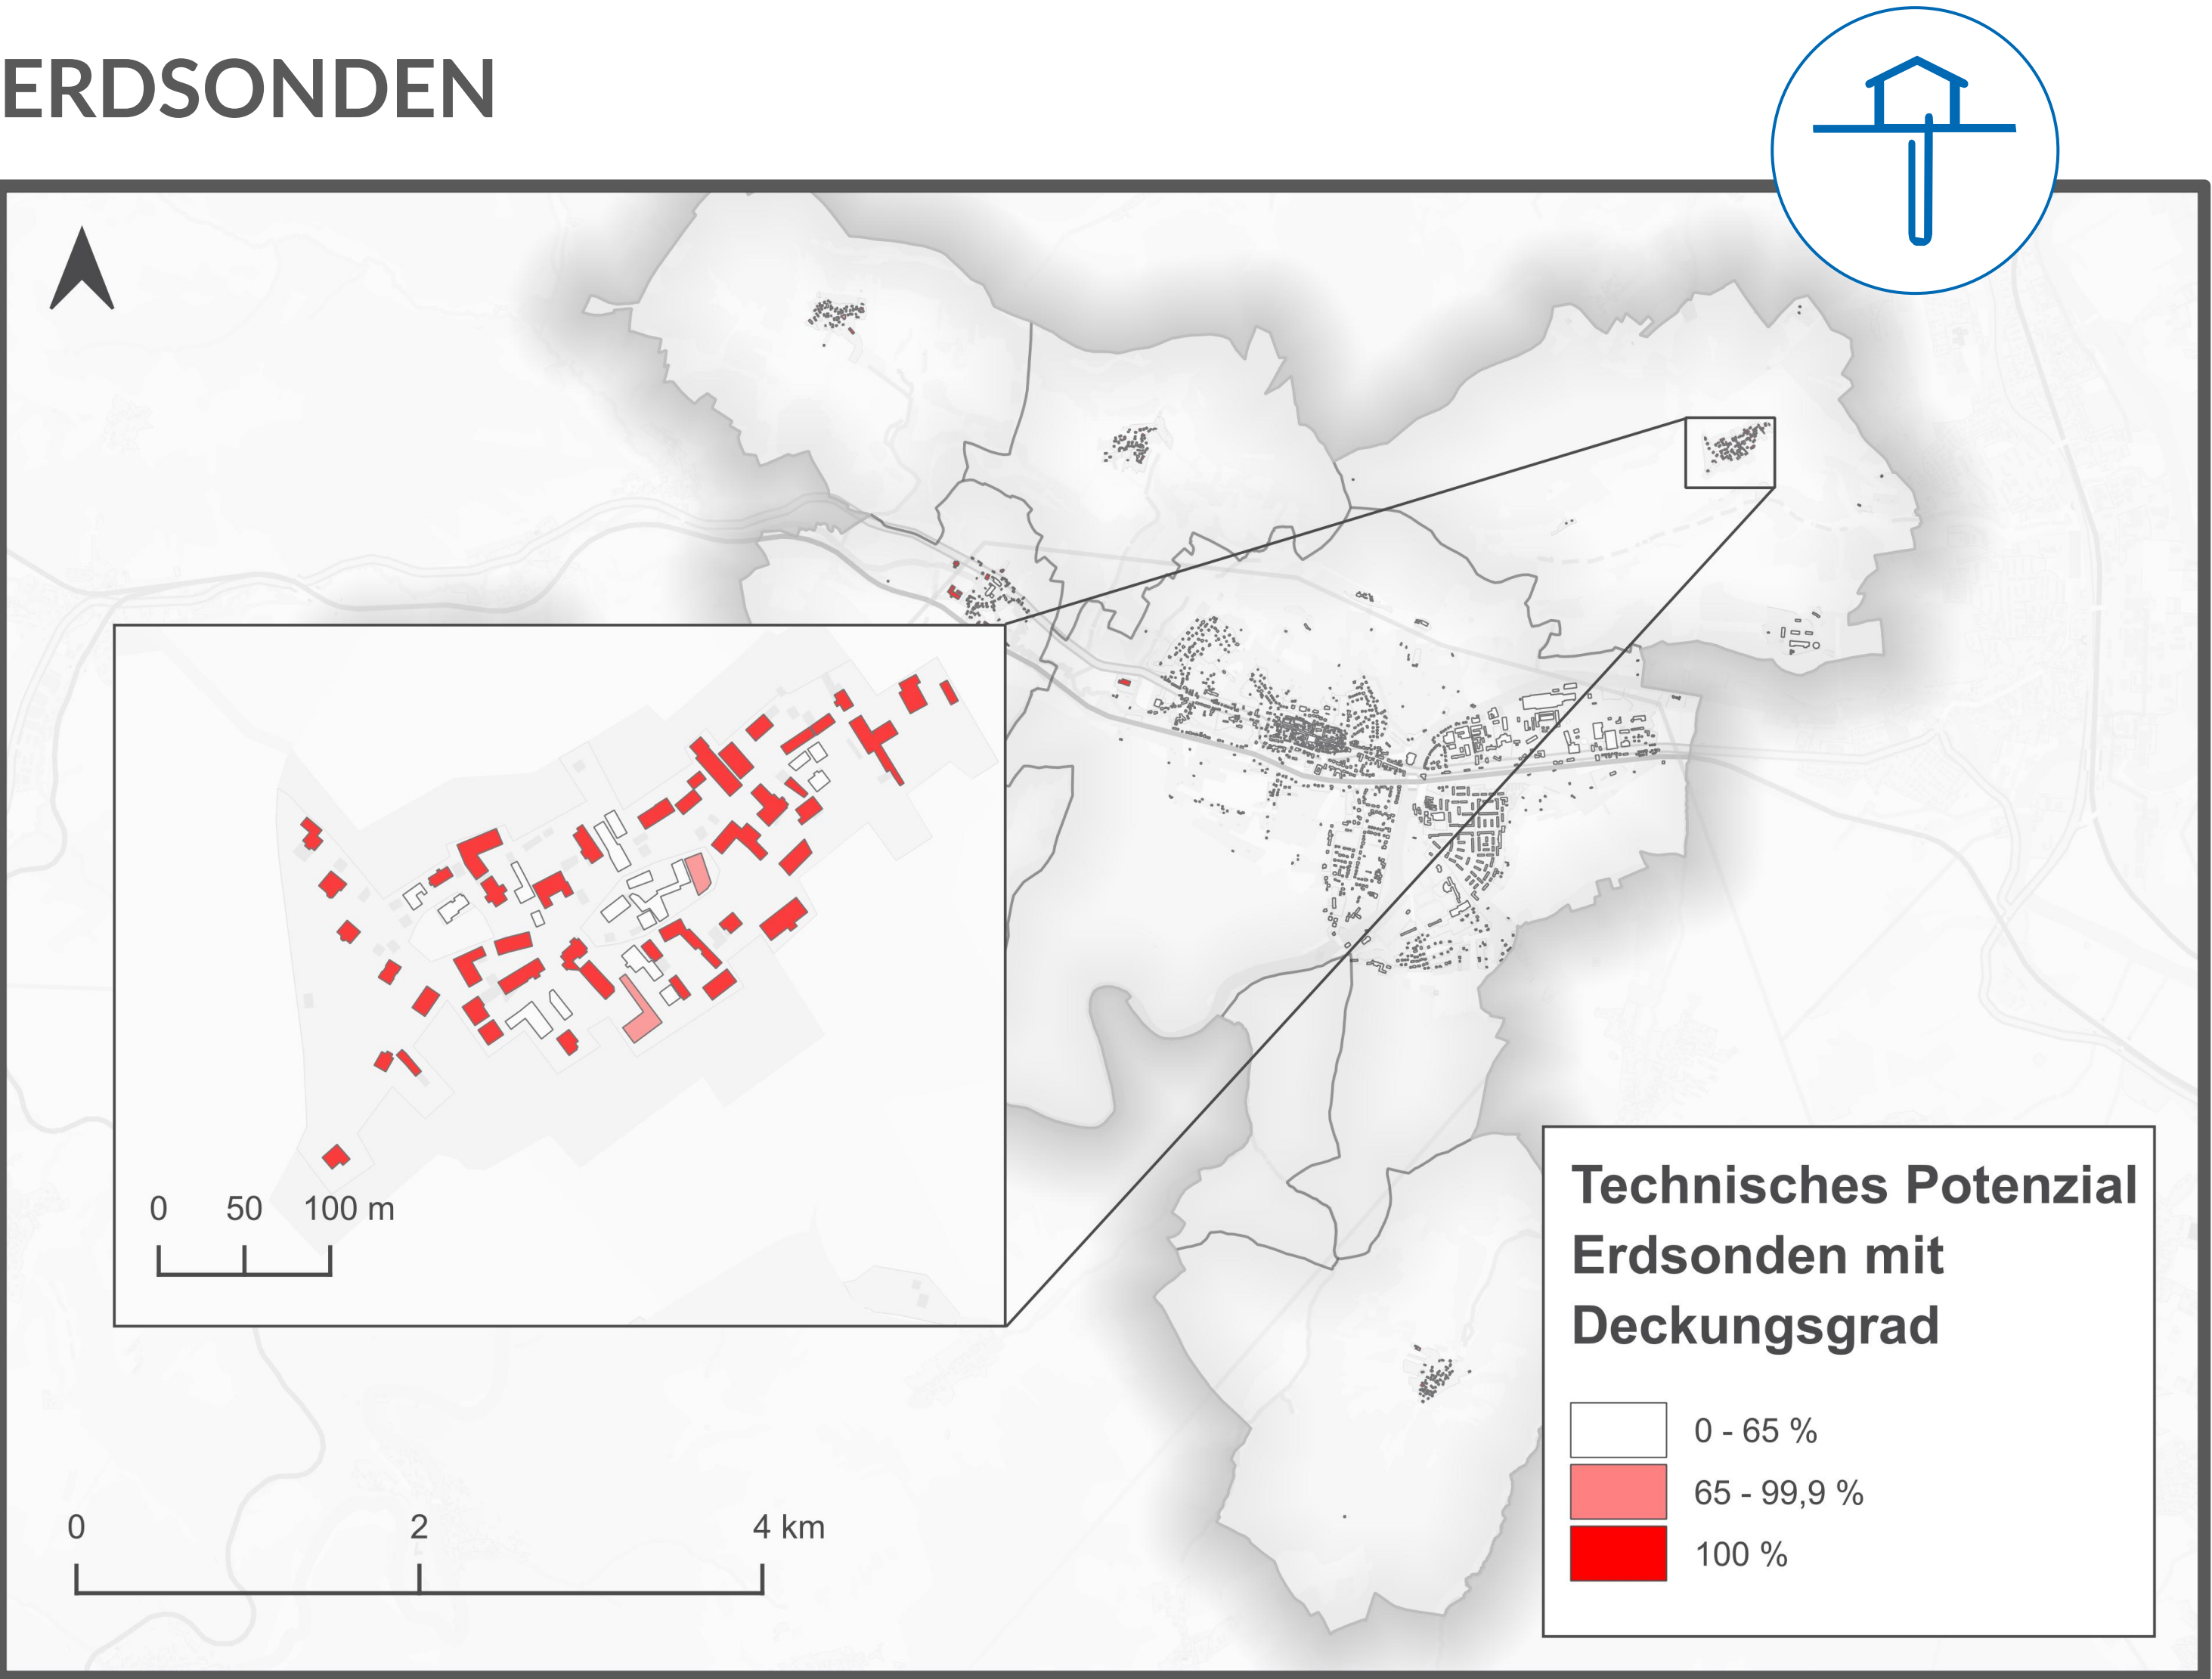 ERDSONDEN
0 50 100 m
0 2 4 km
Technisches Potenzial
Erdsonden mit
Deckungsgrad
0 - 65 %
65 - 99,9 %
100 %